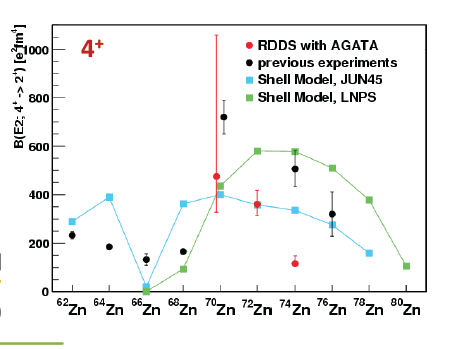 4⁺
RDDS with AGATA
previous experiments
Shell Model, JUN45
Shell Model, LNPS
B(E2; 4⁺ -> 2⁺) [e²fm⁴]
1000
800
600
400
200
0
⁶²Zn ⁶⁴Zn ⁶⁶Zn ⁶⁸Zn ⁷⁰Zn ⁷²Zn ⁷⁴Zn ⁷⁶Zn ⁷⁸Zn ⁸⁰Zn